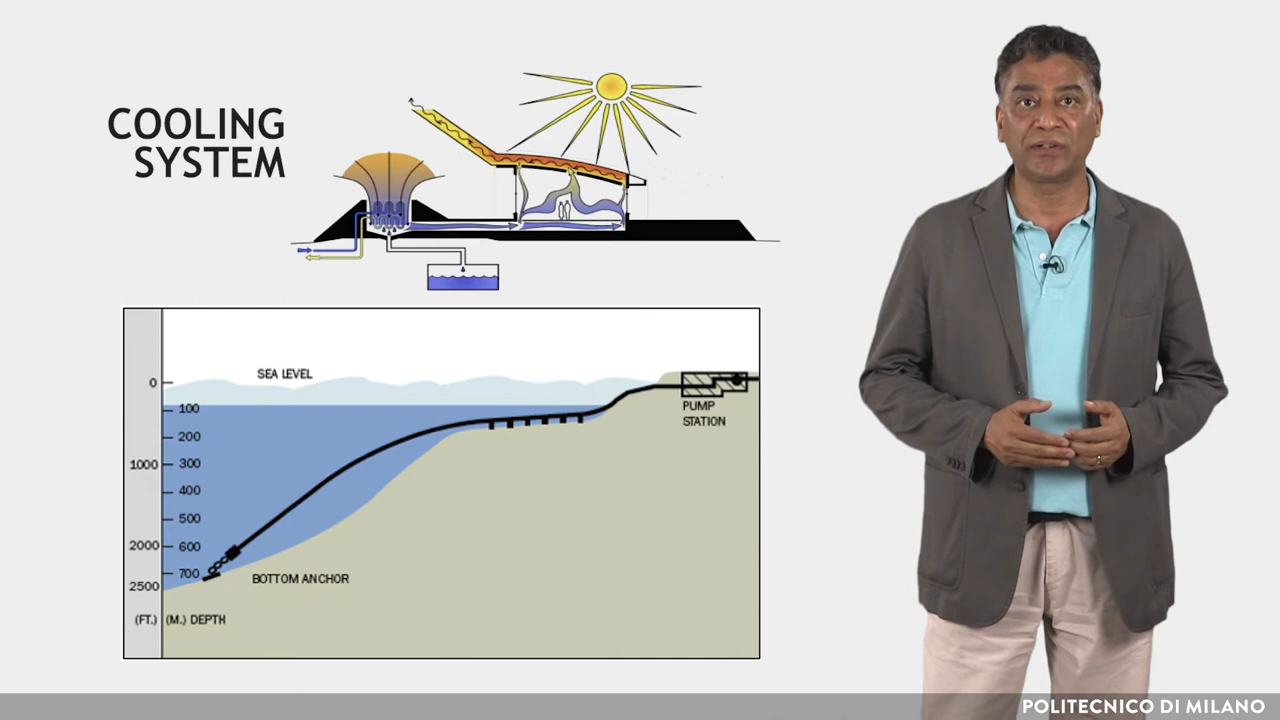 COOLING
SYSTEM
SEA LEVEL
0
100
PUMP
STATION
200
1000
300
400
500
2000
600
700
2500
BOTTOM ANCHOR
(FT.) (M.) DEPTH
POLITECNICO DI MILANO